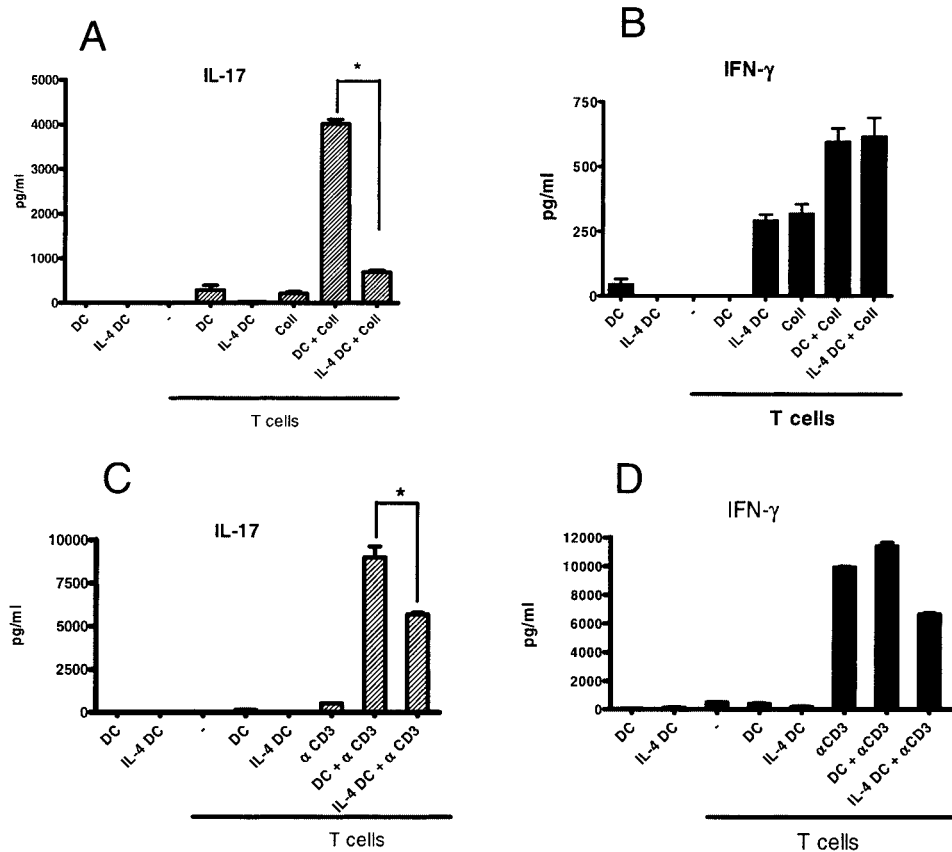 A
IL-17
*
5000
4000
3000
2000
1000
0
pg/ml
DC
IL-4 DC
-
DC
IL-4 DC
Coll
DC + Coll
IL-4 DC + Coll
T cells
B
IFN-γ
750
500
250
0
pg/ml
DC
IL-4 DC
-
DC
IL-4 DC
Coll
DC + Coll
IL-4 DC + Coll
T cells
C
IL-17
*
10000
7500
5000
2500
0
pg/ml
DC
IL-4 DC
-
DC
IL-4 DC
α CD3
DC + α CD3
IL-4 DC + α CD3
T cells
D
IFN-γ
12000
10000
8000
6000
4000
2000
0
pg/ml
DC
IL-4 DC
-
DC
IL-4 DC
αCD3
DC + αCD3
IL-4 DC + αCD3
T cells